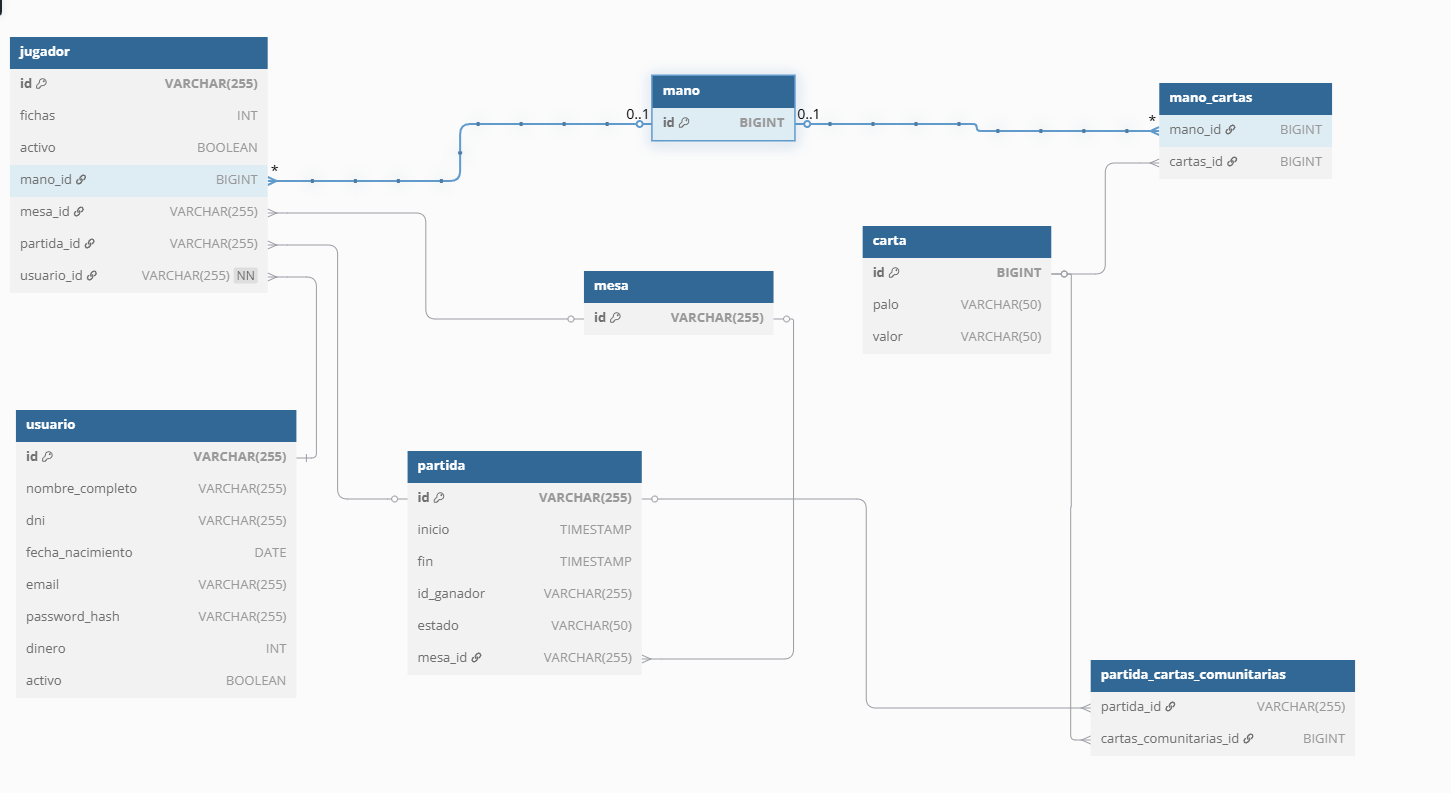 jugador
id VARCHAR(255)
fichas INT
activo BOOLEAN
mano_id BIGINT
mesa_id VARCHAR(255)
partida_id VARCHAR(255)
usuario_id VARCHAR(255) NN
*
0..1
mano
id BIGINT
0..1
*
mano_cartas
mano_id BIGINT
cartas_id BIGINT
carta
id BIGINT
palo VARCHAR(50)
valor VARCHAR(50)
mesa
id VARCHAR(255)
usuario
id VARCHAR(255)
nombre_completo VARCHAR(255)
dni VARCHAR(255)
fecha_nacimiento DATE
email VARCHAR(255)
password_hash VARCHAR(255)
dinero INT
activo BOOLEAN
partida
id VARCHAR(255)
inicio TIMESTAMP
fin TIMESTAMP
id_ganador VARCHAR(255)
estado VARCHAR(50)
mesa_id VARCHAR(255)
partida_cartas_comunitarias
partida_id VARCHAR(255)
cartas_comunitarias_id BIGINT